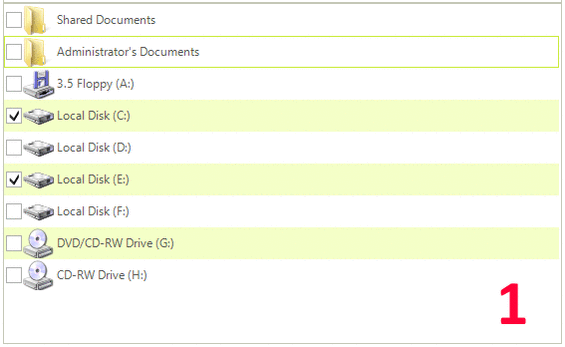 Shared Documents
Administrator's Documents
3.5 Floppy (A:)
Local Disk (C:)
Local Disk (D:)
Local Disk (E:)
Local Disk (F:)
DVD/CD-RW Drive (G:)
CD-RW Drive (H:)
1